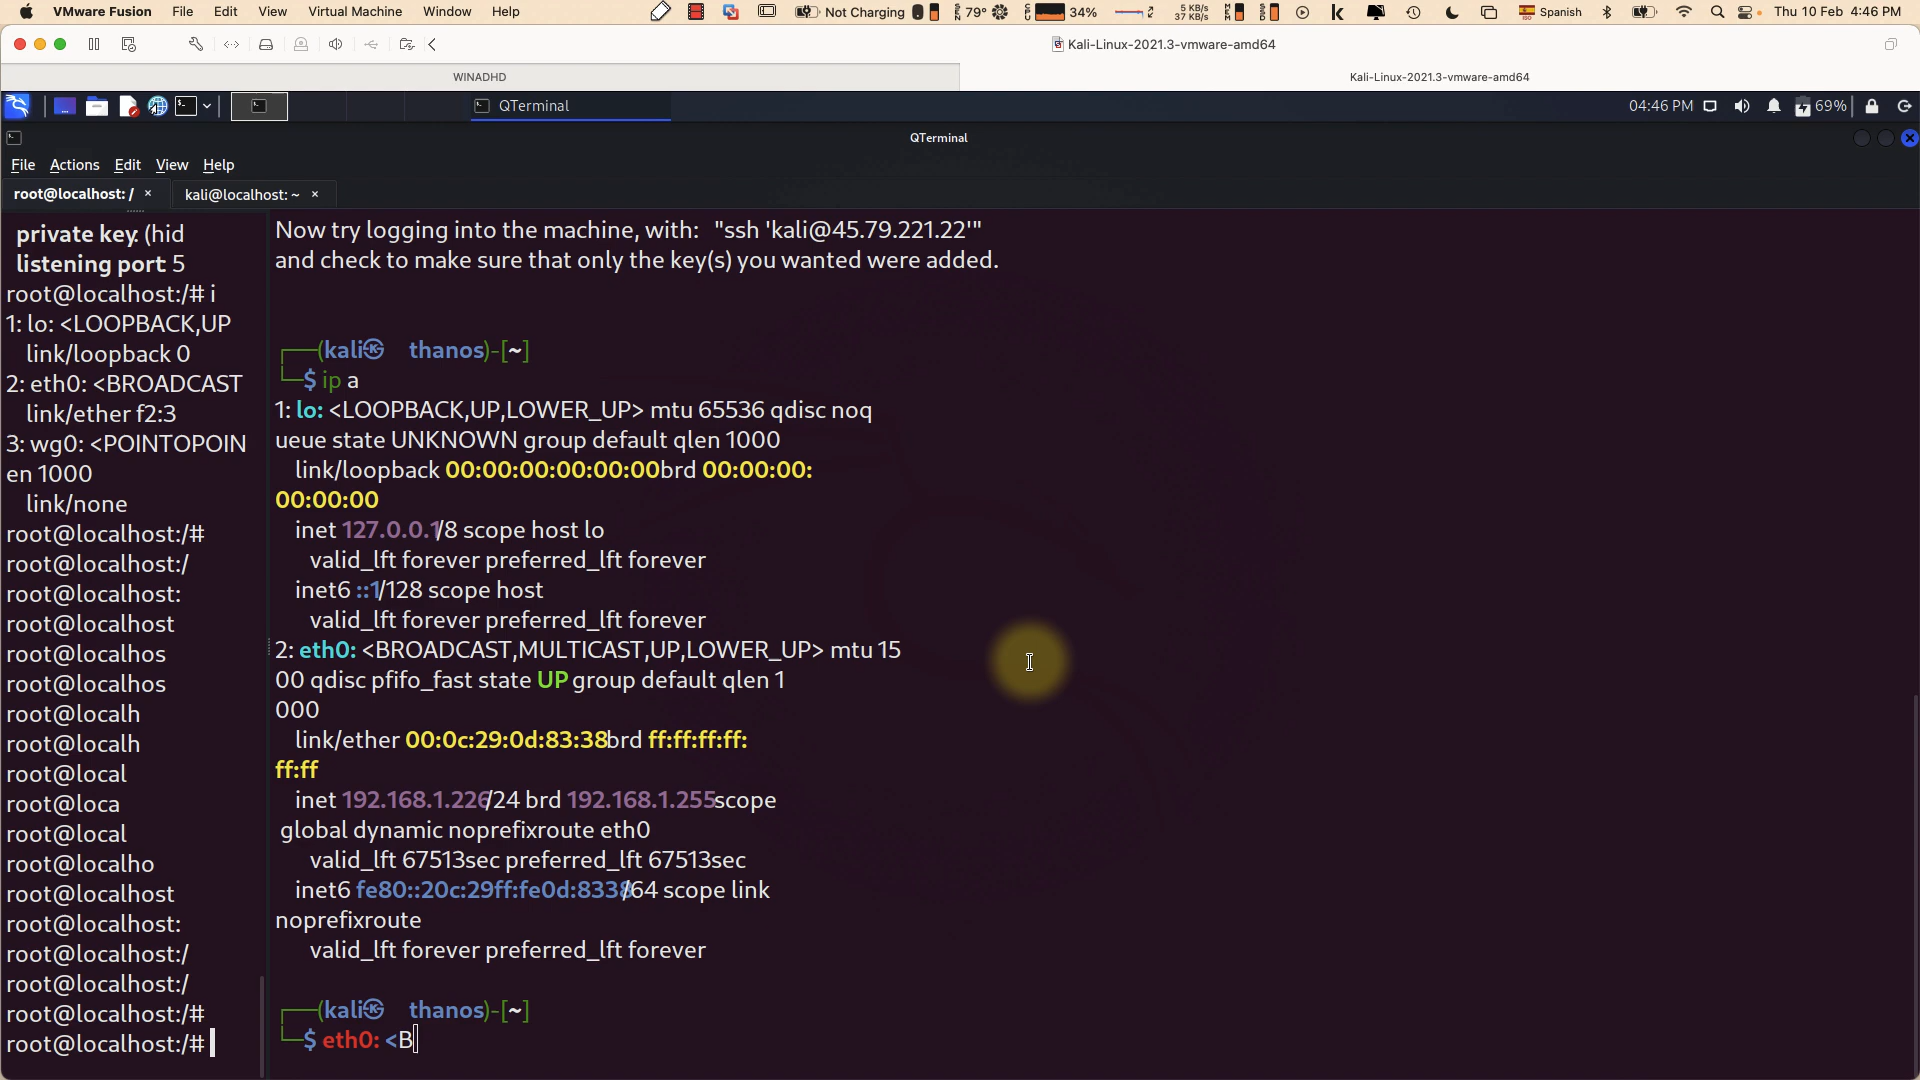 VMware Fusion File Edit View Virtual Machine Window Help Not Charging 79° 34% 5 KB/s 37 KB/s Spanish Thu 10 Feb 4:46 PM
Kali-Linux-2021.3-vmware-amd64
WINADHD Kali-Linux-2021.3-vmware-amd64
QTerminal 04:46 PM 69%
QTerminal
File Actions Edit View Help
root@localhost: / × kali@localhost: ~ ×
private key: (hid
listening port: 5
root@localhost:/# i
1: lo: <LOOPBACK,UP
link/loopback 0
2: eth0: <BROADCAST
link/ether f2:3
3: wg0: <POINTOPOIN
en 1000
link/none
root@localhost:/#
root@localhost:/
root@localhost:
root@localhost
root@localhos
root@localhos
root@localh
root@localh
root@local
root@loca
root@local
root@localho
root@localhost
root@localhost:
root@localhost:/
root@localhost:/
root@localhost:/#
root@localhost:/#
Now try logging into the machine, with: "ssh 'kali@45.79.221.22'"
and check to make sure that only the key(s) you wanted were added.
┌──(kali㉿ thanos)-[~]
└─$ ip a
1: lo: <LOOPBACK,UP,LOWER_UP> mtu 65536 qdisc noq
ueue state UNKNOWN group default qlen 1000
link/loopback 00:00:00:00:00:00 brd 00:00:00:
00:00:00
inet 127.0.0.1/8 scope host lo
valid_lft forever preferred_lft forever
inet6 ::1/128 scope host
valid_lft forever preferred_lft forever
2: eth0: <BROADCAST,MULTICAST,UP,LOWER_UP> mtu 15
00 qdisc pfifo_fast state UP group default qlen 1
000
link/ether 00:0c:29:0d:83:38 brd ff:ff:ff:ff:
ff:ff
inet 192.168.1.226/24 brd 192.168.1.255 scope
global dynamic noprefixroute eth0
valid_lft 67513sec preferred_lft 67513sec
inet6 fe80::20c:29ff:fe0d:8338/64 scope link
noprefixroute
valid_lft forever preferred_lft forever
┌──(kali㉿ thanos)-[~]
└─$ eth0: <B